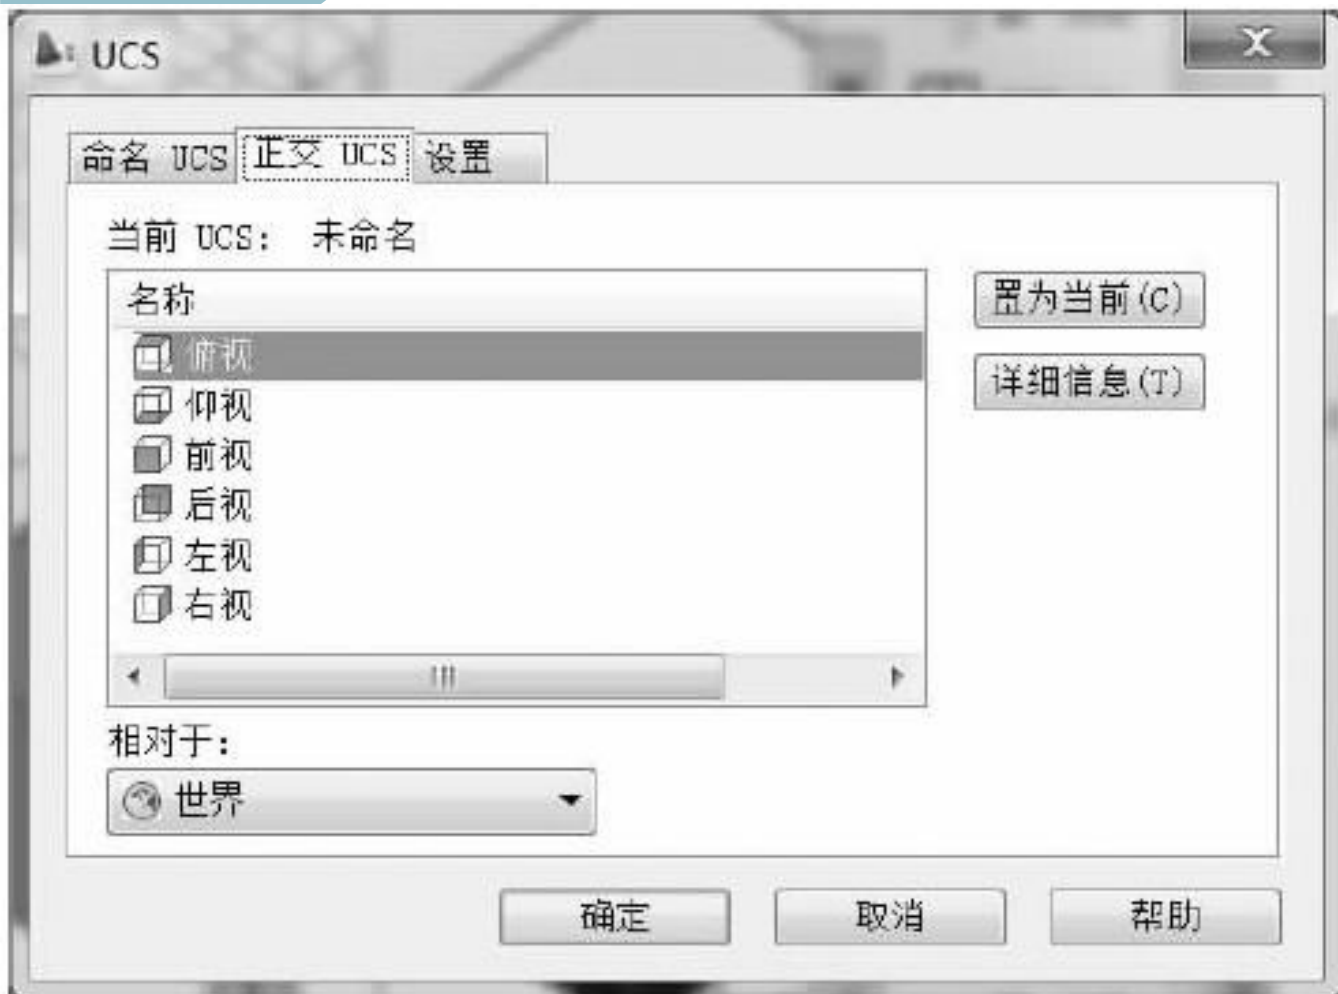 UCS
命名 UCS 正交 UCS 设置
当前 UCS： 未命名
名称
置为当前(C)
俯视
详细信息(T)
仰视
前视
后视
左视
右视
相对于：
世界
确定 取消 帮助